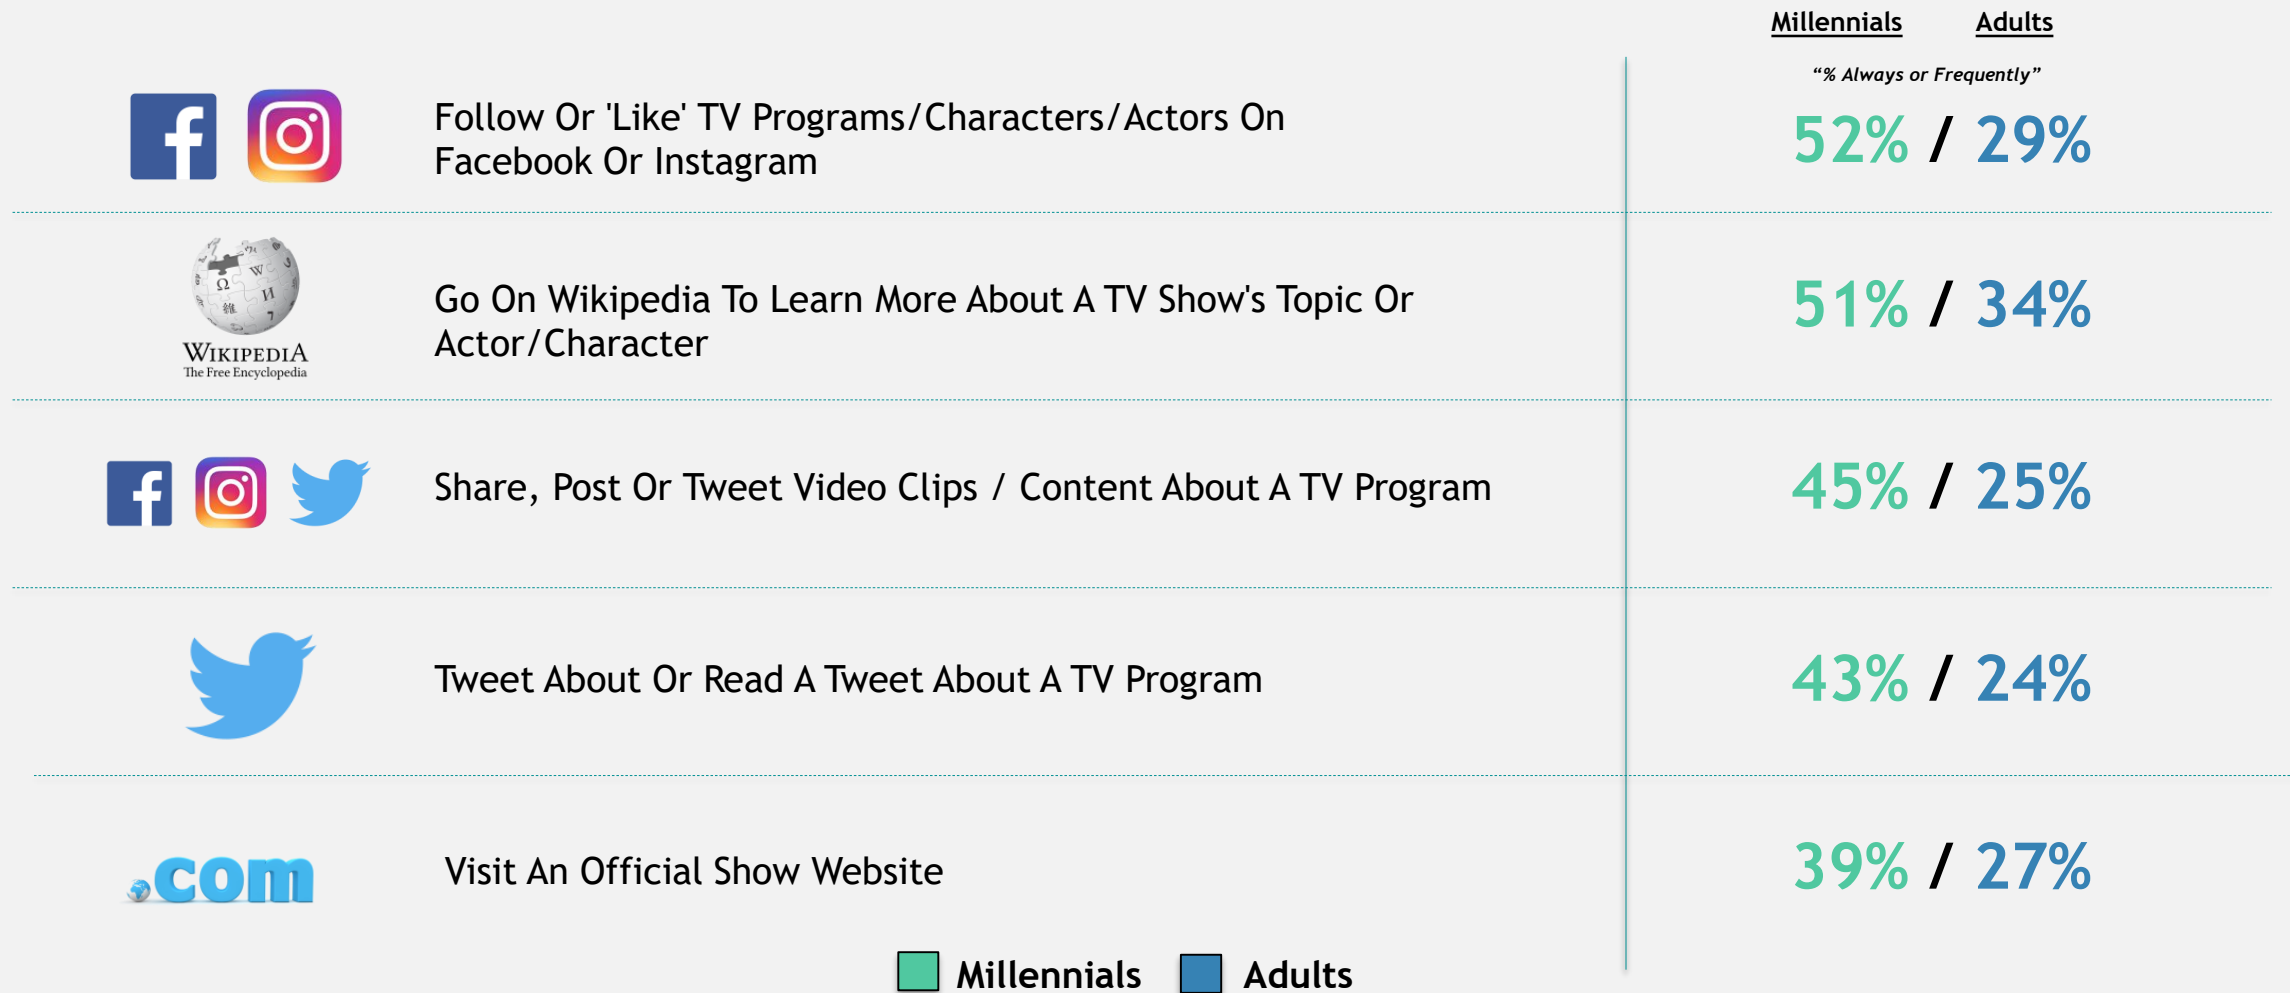 Millennials Adults
“% Always or Frequently”
Follow Or 'Like' TV Programs/Characters/Actors On
Facebook Or Instagram
52% / 29%
WIKIPEDIA
The Free Encyclopedia
Go On Wikipedia To Learn More About A TV Show's Topic Or
Actor/Character
51% / 34%
Share, Post Or Tweet Video Clips / Content About A TV Program
45% / 25%
Tweet About Or Read A Tweet About A TV Program
43% / 24%
.com
Visit An Official Show Website
39% / 27%
Millennials Adults